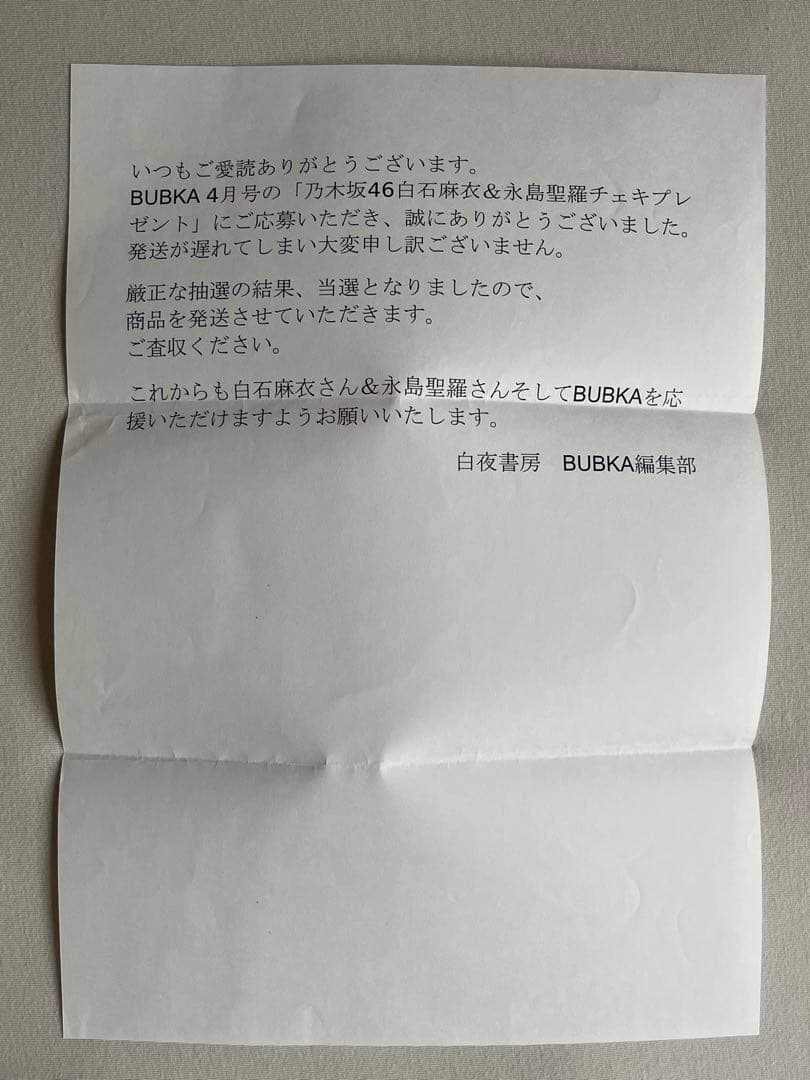 いつもご愛読ありがとうございます。
BUBKA 4月号の「乃木坂46白石麻衣&永島聖羅チェキプレ
ゼント」にご応募いただき、誠にありがとうございました。
発送が遅れてしまい大変申し訳ございません。
厳正な抽選の結果、当選となりましたので、
商品を発送させていただきます。
ご査収ください。
これからも白石麻衣さん&永島聖羅さんそしてBUBKAを応
援いただけますようお願いいたします。
白夜書房　BUBKA編集部